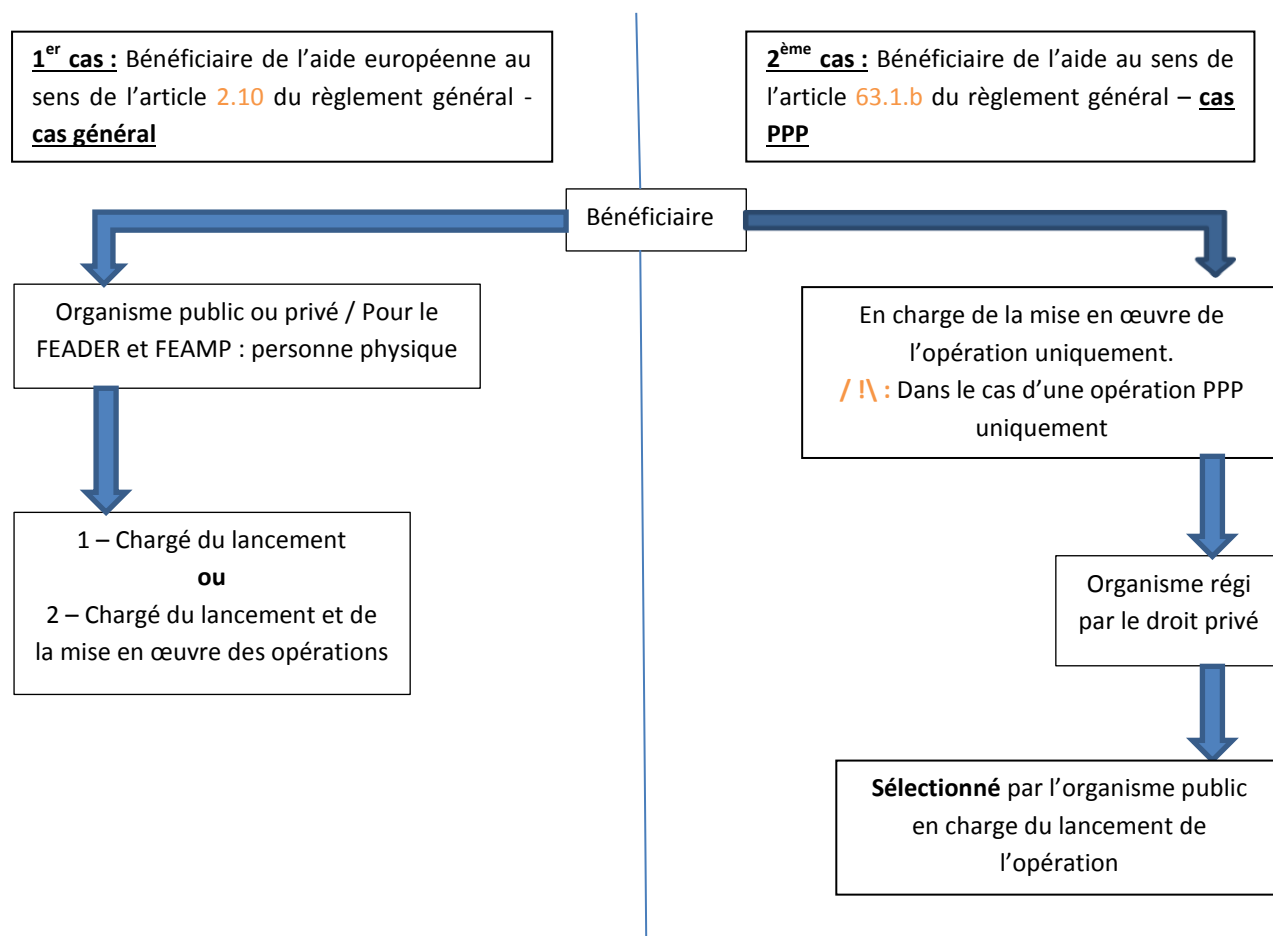 1er cas : Bénéficiaire de l'aide européenne au
sens de l'article 2.10 du règlement général -
cas général
2ème cas : Bénéficiaire de l'aide au sens de
l'article 63.1.b du règlement général – cas
PPP
Bénéficiaire
Organisme public ou privé / Pour le
FEADER et FEAMP : personne physique
1 – Chargé du lancement
ou
2 – Chargé du lancement et de
la mise en œuvre des opérations
En charge de la mise en œuvre de
l'opération uniquement.
/ !\ : Dans le cas d'une opération PPP
uniquement
Organisme régi
par le droit privé
Sélectionné par l'organisme public
en charge du lancement de
l'opération